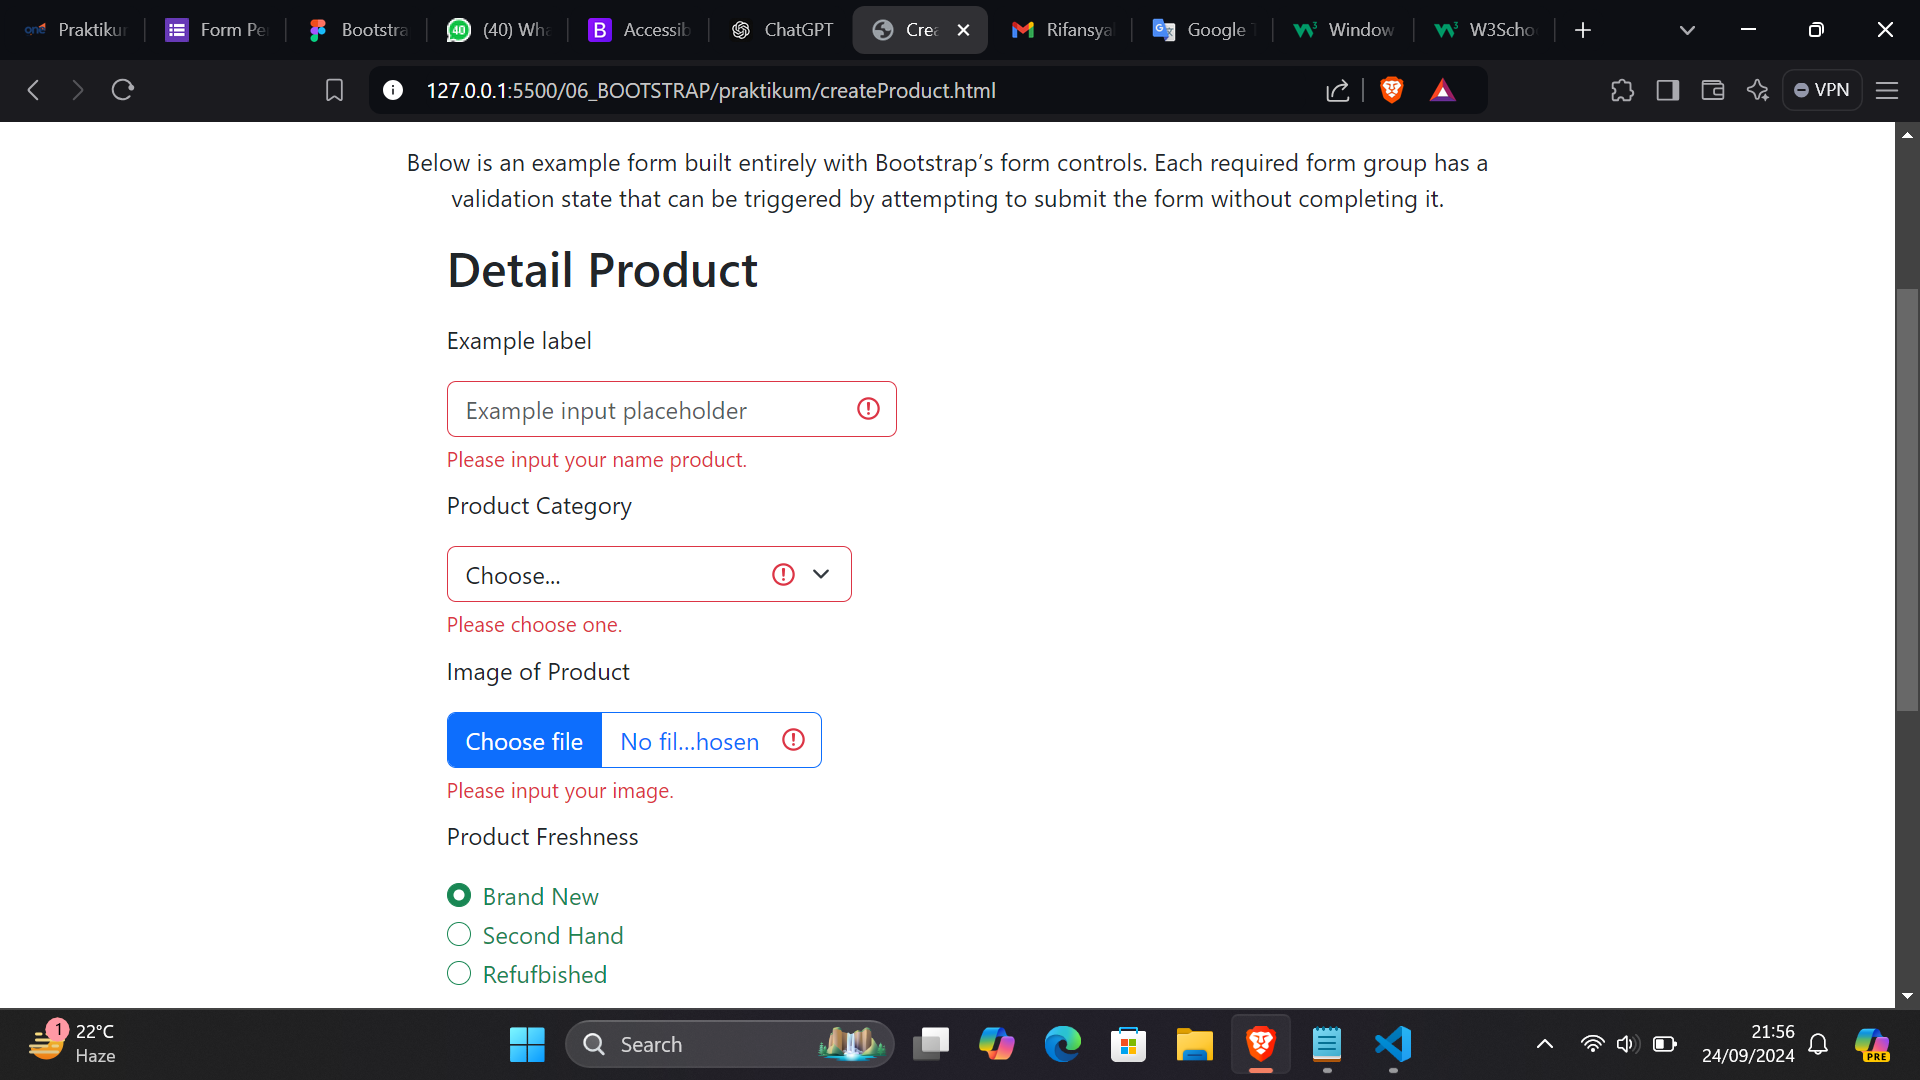 Praktikur
Form Pe
Bootstra
(40) Wha
Accessib
ChatGPT
Crea
Rifansyal
Google T
Window
W3Scho
127.0.0.1:5500/06_BOOTSTRAP/praktikum/createProduct.html
VPN
Below is an example form built entirely with Bootstrap’s form controls. Each required form group has a
validation state that can be triggered by attempting to submit the form without completing it.
Detail Product
Example label
Example input placeholder
Please input your name product.
Product Category
Choose...
Please choose one.
Image of Product
Choose file
No fil...hosen
Please input your image.
Product Freshness
Brand New
Second Hand
Refufbished
1
22°C
Haze
Search
21:56
24/09/2024
PRE